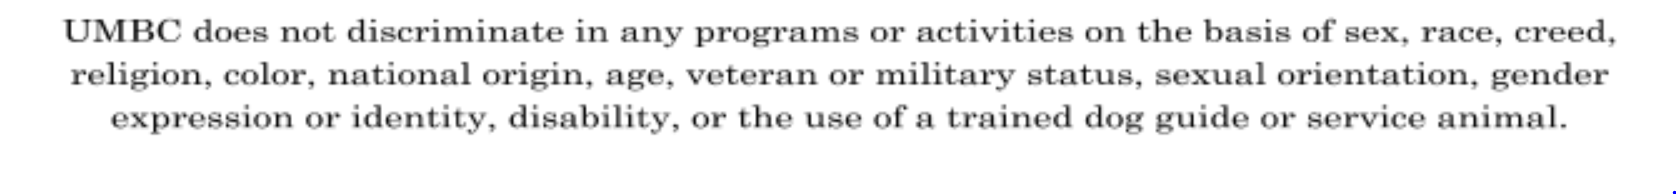 UMBC does not discriminate in any programs or activities on the basis of sex, race, creed,
religion, color, national origin, age, veteran or military status, sexual orientation, gender
expression or identity, disability, or the use of a trained dog guide or service animal.